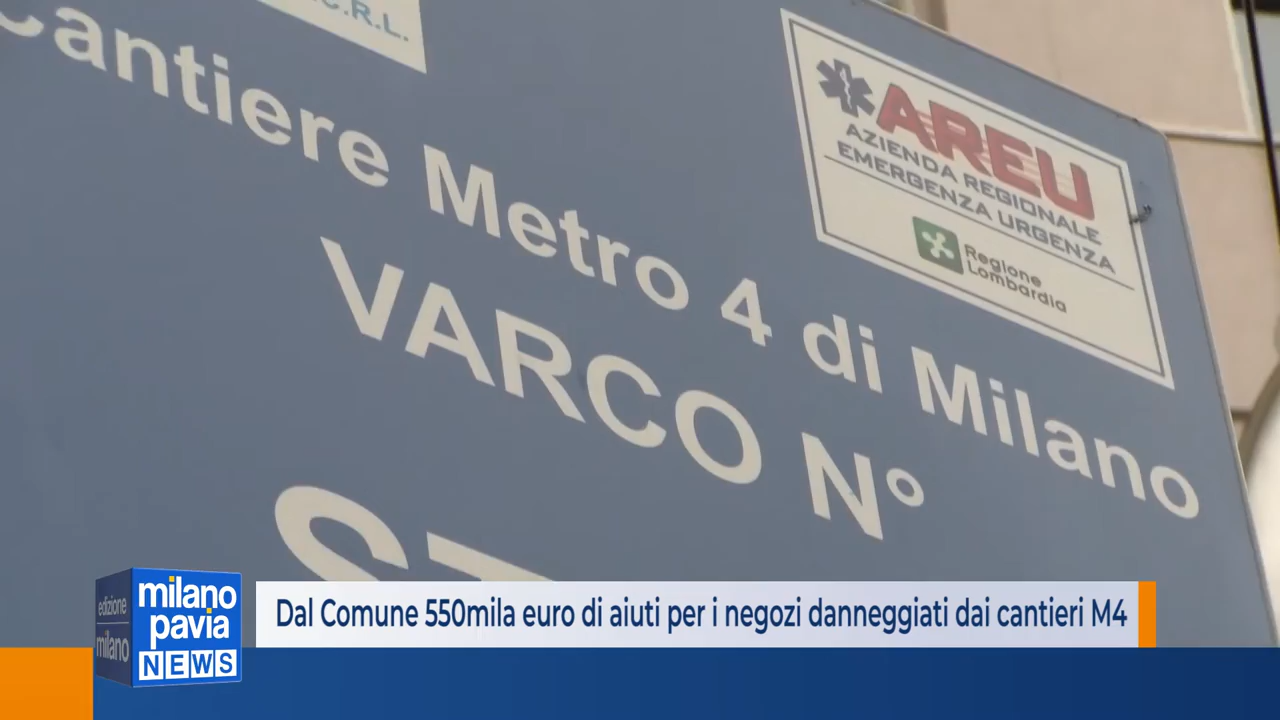 C.R.L.
Cantiere Metro 4 di Milano
VARCO N°
AREU
AZIENDA REGIONALE
EMERGENZA URGENZA
Regione
Lombardia
edizione
milano
milano
pavia
NEWS
Dal Comune 550mila euro di aiuti per i negozi danneggiati dai cantieri M4